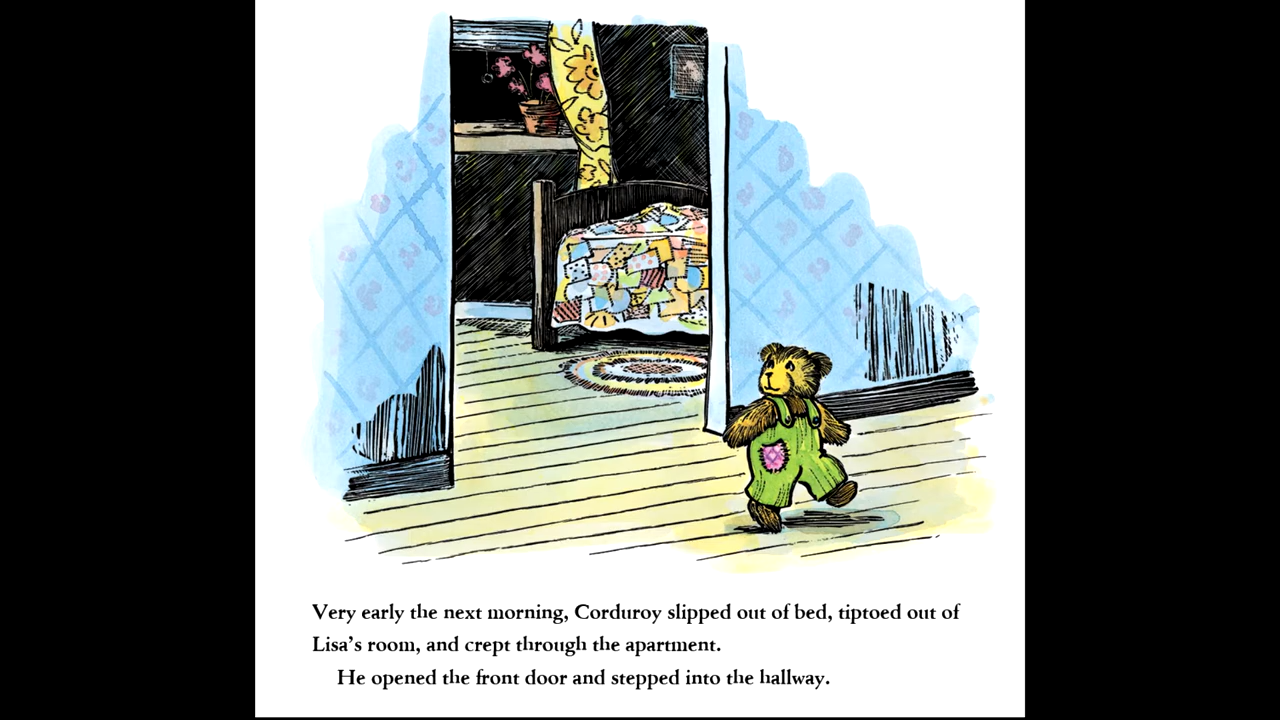 Very early the next morning, Corduroy slipped out of bed, tiptoed out of
Lisa's room, and crept through the apartment.
He opened the front door and stepped into the hallway.